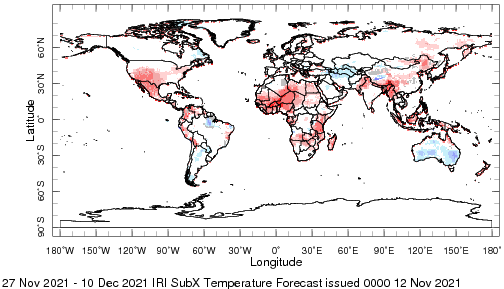 60°N
30°N
0°
30°S
60°S
90°S
Latitude
180°W 150°W 120°W 90°W 60°W 30°W 0°E 30°E 60°E 90°E 120°E 150°E 180°E
Longitude
27 Nov 2021 - 10 Dec 2021 IRI SubX Temperature Forecast issued 0000 12 Nov 2021